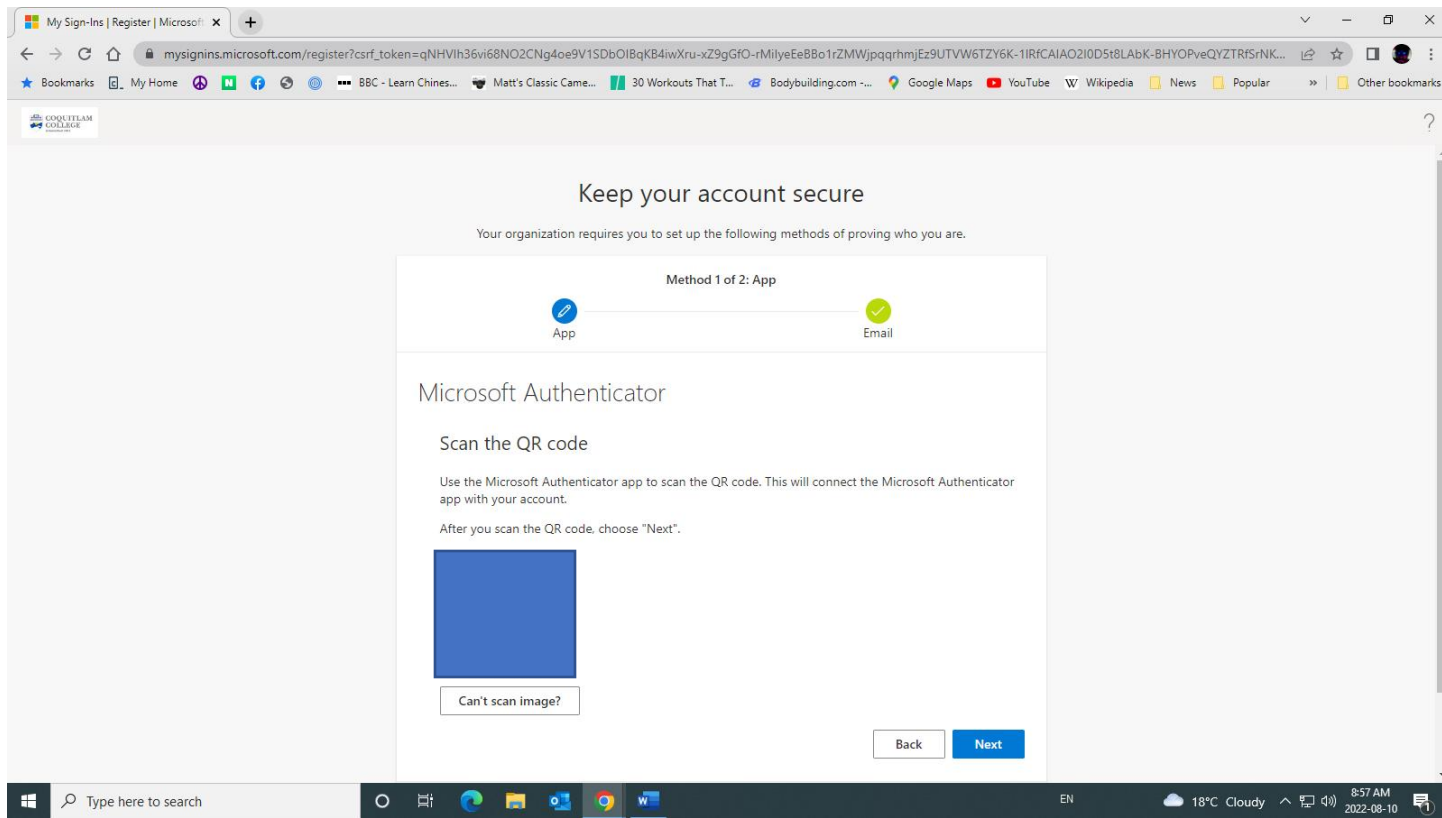 My Sign-Ins | Register | Microsoft
mysignins.microsoft.com/register?csrf_token=qNHVIh36vi68NO2CNg4oe9V1SDbOIBqKB4iwXru-xZ9gGfO-rMilyeEeBBo1rZMWjpqqrhmjEz9UTVW6TZY6K-1IRfCAIAO2I0D5t8LAbK-BHYOPveQYZTRfSrNK...
Bookmarks My Home BBC - Learn Chines... Matt's Classic Came... 30 Workouts That T... Bodybuilding.com -... Google Maps YouTube Wikipedia News Popular » Other bookmarks
COQUITLAM
COLLEGE
?
Keep your account secure
Your organization requires you to set up the following methods of proving who you are.
Method 1 of 2: App
App Email
Microsoft Authenticator
Scan the QR code
Use the Microsoft Authenticator app to scan the QR code. This will connect the Microsoft Authenticator
app with your account.
After you scan the QR code, choose "Next".
Can't scan image?
Back Next
Type here to search EN 18°C Cloudy 8:57 AM
2022-08-10